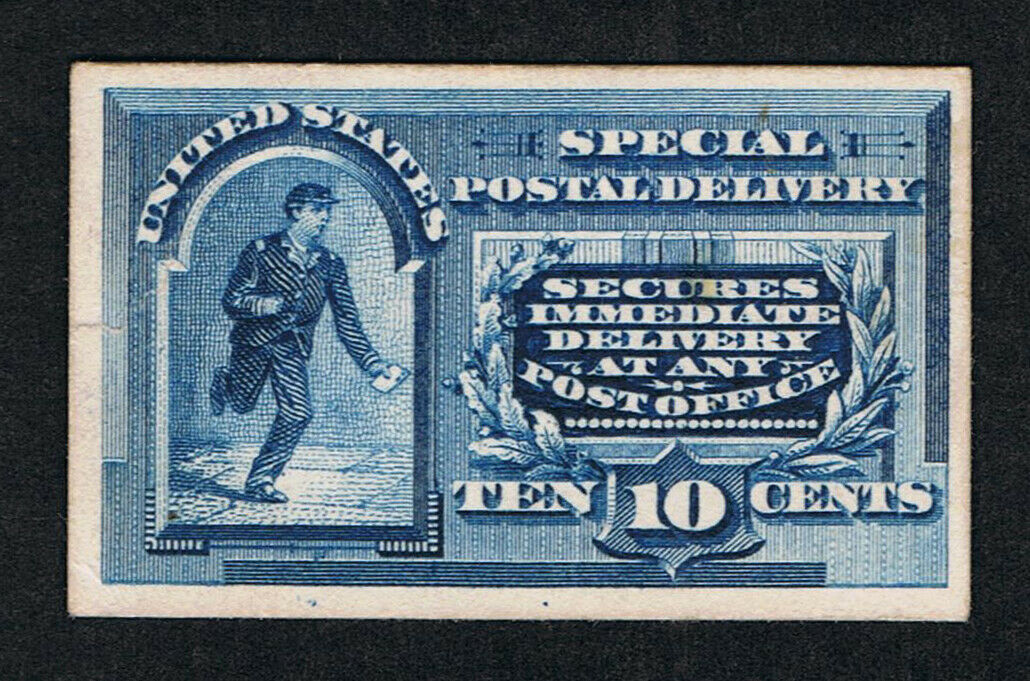 UNITED STATES
SPECIAL
POSTAL DELIVERY
SECURES
IMMEDIATE
DELIVERY
AT ANY
POST OFFICE
TEN 10 CENTS